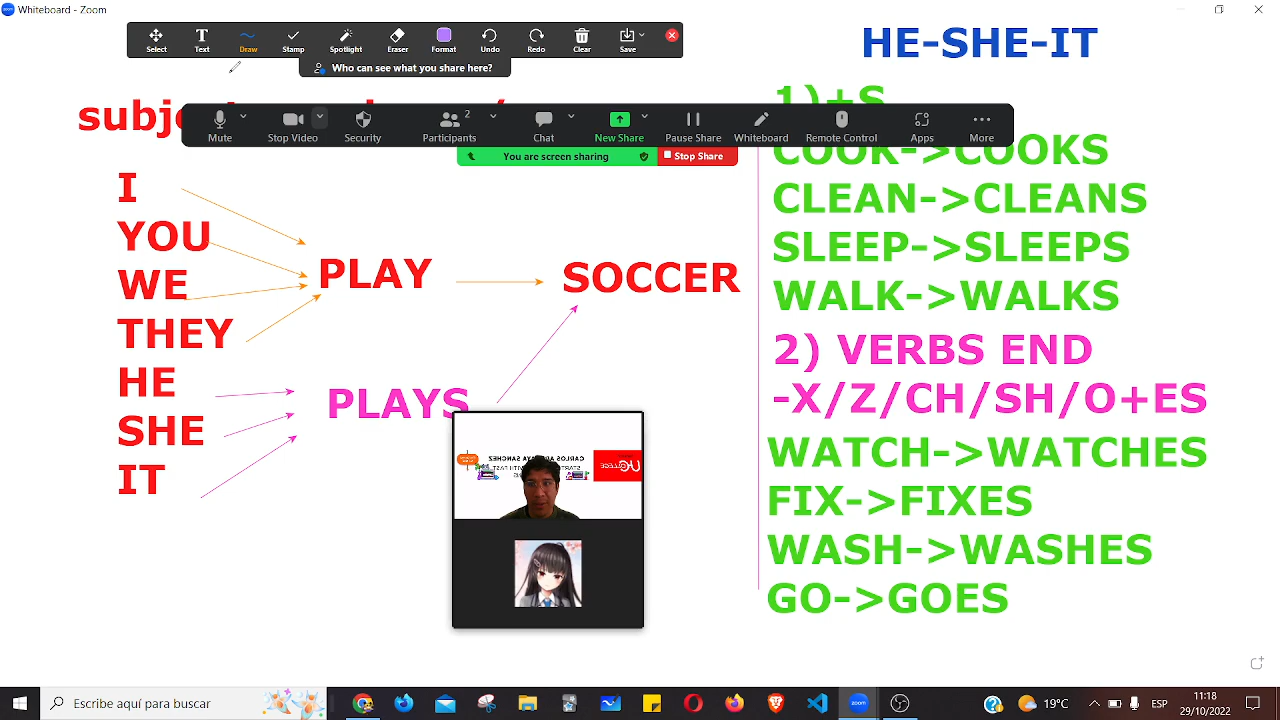 Whiteboard - Zoom
Select
Text
Draw
Stamp
Spotlight
Eraser
Format
Undo
Redo
Clear
Save
Who can see what you share here?
HE-SHE-IT
1)+S
Mute
Stop Video
Security
Participants
2
Chat
New Share
Pause Share
Whiteboard
Remote Control
Apps
More
You are screen sharing
Stop Share
I
YOU
WE
THEY
HE
SHE
IT
PLAY
SOCCER
PLAYS
COOK->COOKS
CLEAN->CLEANS
SLEEP->SLEEPS
WALK->WALKS
2) VERBS END
-X/Z/CH/SH/O+ES
WATCH->WATCHES
FIX->FIXES
WASH->WASHES
GO->GOES
Escribe aquí para buscar
zoom
19°C
ESP
11:18
29/10/2022